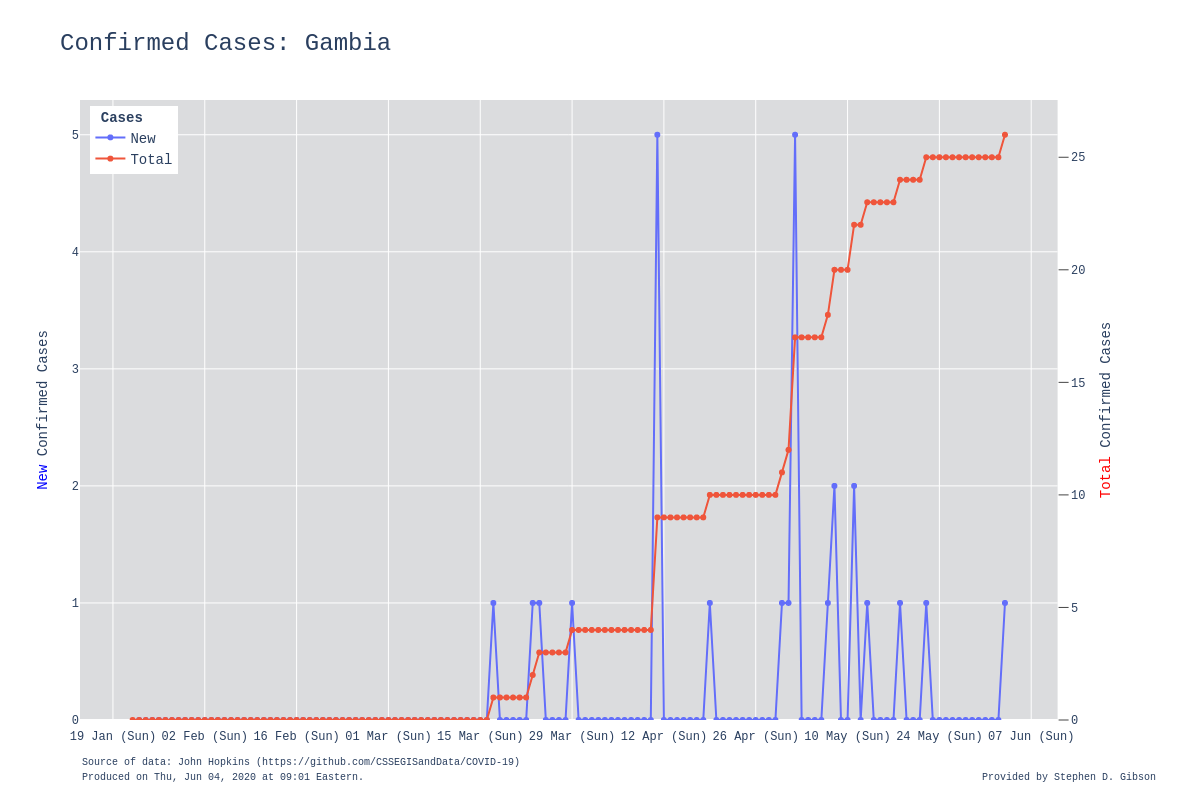 Confirmed Cases: Gambia
Cases
New
Total
5
4
3
2
1
0
25
20
15
10
5
0
New Confirmed Cases
Total Confirmed Cases
19 Jan (Sun) 02 Feb (Sun) 16 Feb (Sun) 01 Mar (Sun) 15 Mar (Sun) 29 Mar (Sun) 12 Apr (Sun) 26 Apr (Sun) 10 May (Sun) 24 May (Sun) 07 Jun (Sun)
Source of data: John Hopkins (https://github.com/CSSEGISandData/COVID-19)
Produced on Thu, Jun 04, 2020 at 09:01 Eastern.
Provided by Stephen D. Gibson